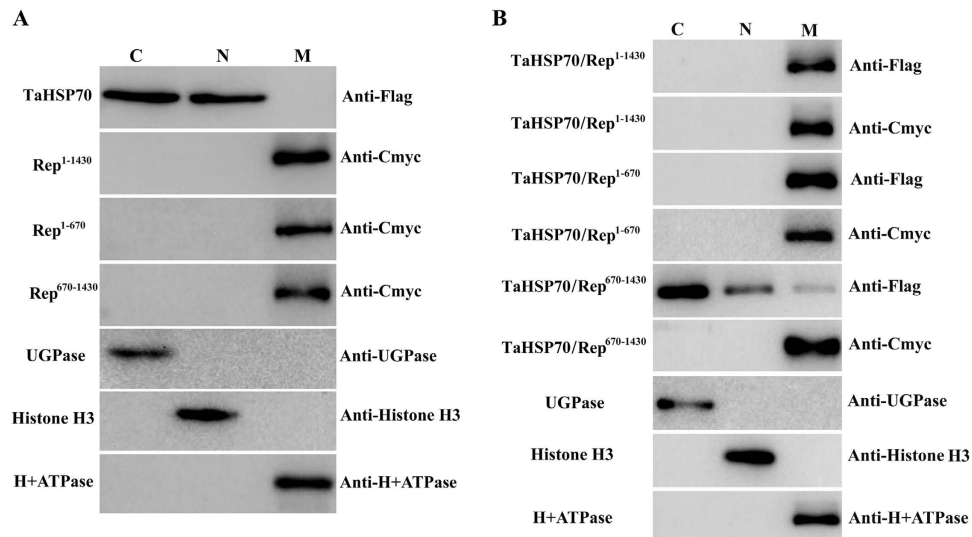 A
C N M
TaHSP70 Anti-Flag
Rep1-1430 Anti-Cmyc
Rep1-670 Anti-Cmyc
Rep670-1430 Anti-Cmyc
UGPase Anti-UGPase
Histone H3 Anti-Histone H3
H+ATPase Anti-H+ATPase
B
C N M
TaHSP70/Rep1-1430 Anti-Flag
TaHSP70/Rep1-1430 Anti-Cmyc
TaHSP70/Rep1-670 Anti-Flag
TaHSP70/Rep1-670 Anti-Cmyc
TaHSP70/Rep670-1430 Anti-Flag
TaHSP70/Rep670-1430 Anti-Cmyc
UGPase Anti-UGPase
Histone H3 Anti-Histone H3
H+ATPase Anti-H+ATPase